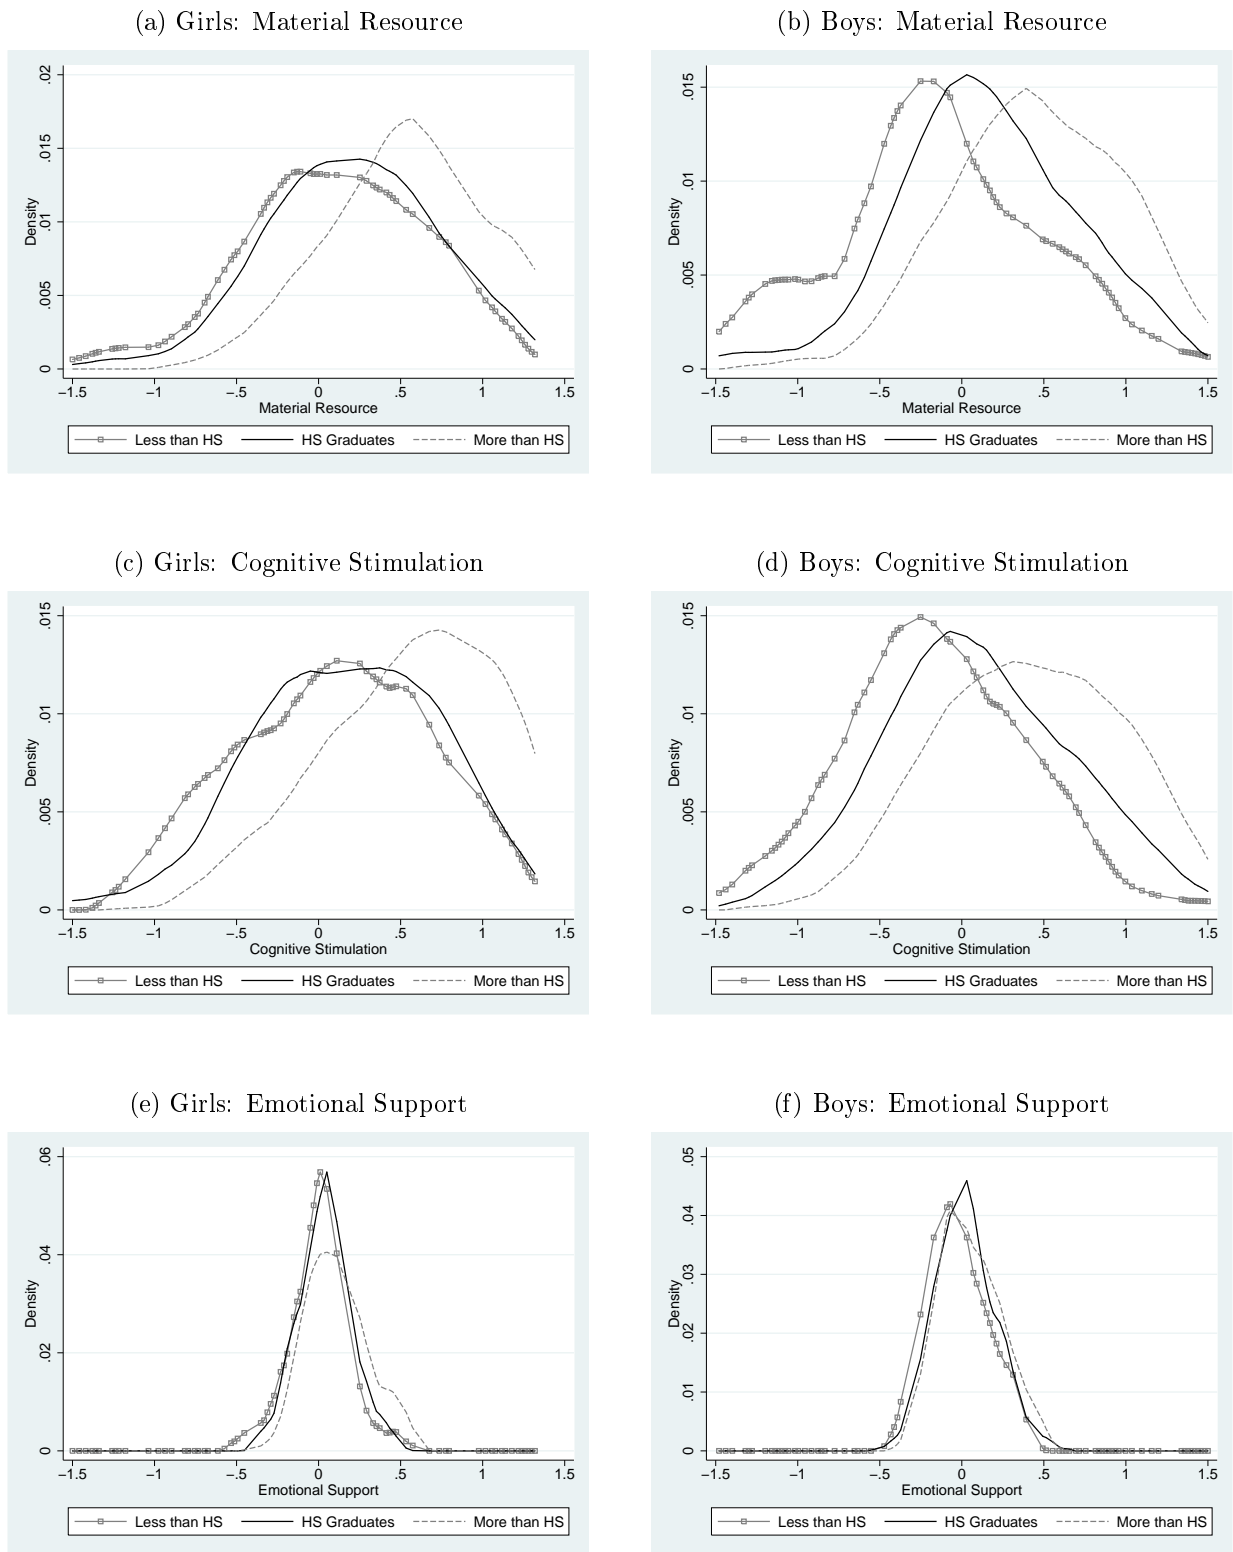 (a) Girls: Material Resource
Density
0 .005 .01 .015 .02
−1.5 −1 −.5 0 .5 1 1.5
Material Resource
Less than HS HS Graduates More than HS
(b) Boys: Material Resource
Density
0 .005 .01 .015
−1.5 −1 −.5 0 .5 1 1.5
Material Resource
Less than HS HS Graduates More than HS
(c) Girls: Cognitive Stimulation
Density
0 .005 .01 .015
−1.5 −1 −.5 0 .5 1 1.5
Cognitive Stimulation
Less than HS HS Graduates More than HS
(d) Boys: Cognitive Stimulation
Density
0 .005 .01 .015
−1.5 −1 −.5 0 .5 1 1.5
Cognitive Stimulation
Less than HS HS Graduates More than HS
(e) Girls: Emotional Support
Density
0 .02 .04 .06
−1.5 −1 −.5 0 .5 1 1.5
Emotional Support
Less than HS HS Graduates More than HS
(f) Boys: Emotional Support
Density
0 .01 .02 .03 .04 .05
−1.5 −1 −.5 0 .5 1 1.5
Emotional Support
Less than HS HS Graduates More than HS